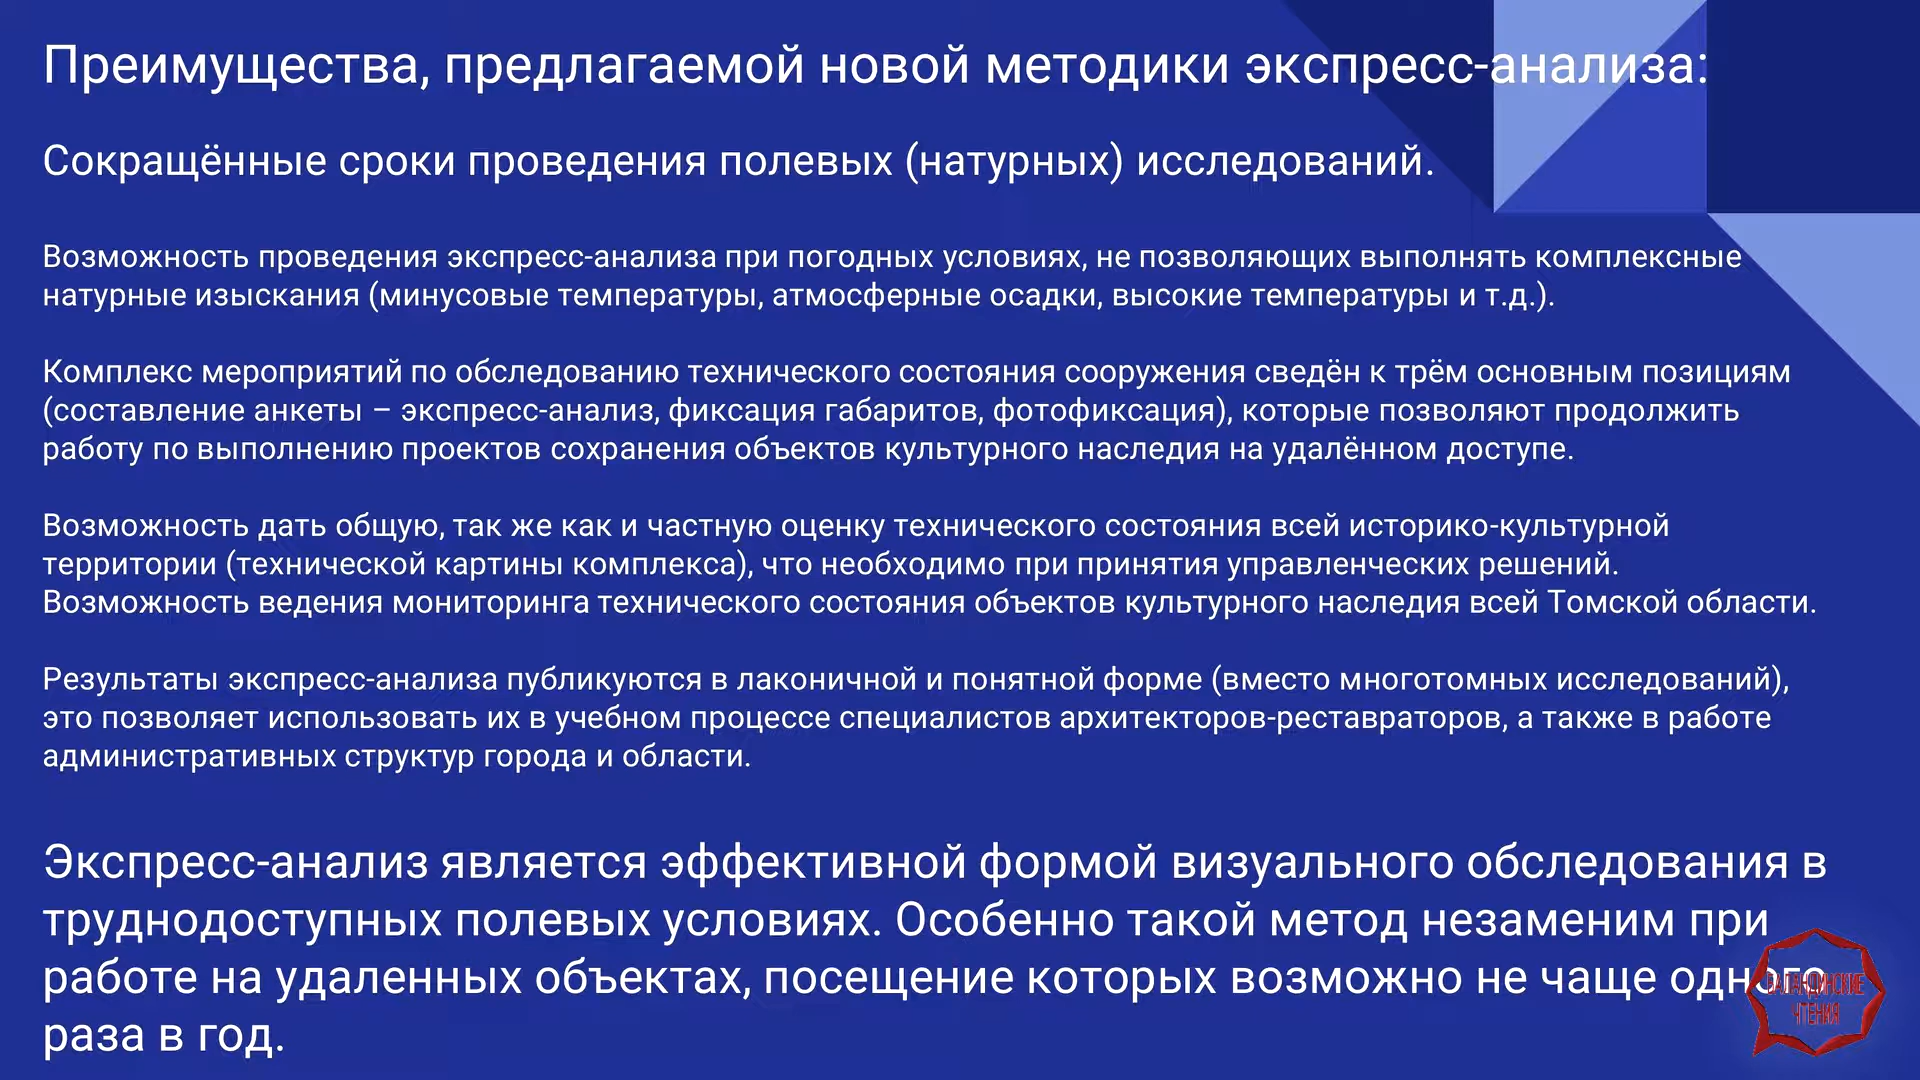 Преимущества, предлагаемой новой методики экспресс-анализа:
Сокращённые сроки проведения полевых (натурных) исследований.
Возможность проведения экспресс-анализа при погодных условиях, не позволяющих выполнять комплексные
натурные изыскания (минусовые температуры, атмосферные осадки, высокие температуры и т.д.).
Комплекс мероприятий по обследованию технического состояния сооружения сведён к трём основным позициям
(составление анкеты – экспресс-анализ, фиксация габаритов, фотофиксация), которые позволяют продолжить
работу по выполнению проектов сохранения объектов культурного наследия на удалённом доступе.
Возможность дать общую, так же как и частную оценку технического состояния всей историко-культурной
территории (технической картины комплекса), что необходимо при принятия управленческих решений.
Возможность ведения мониторинга технического состояния объектов культурного наследия всей Томской области.
Результаты экспресс-анализа публикуются в лаконичной и понятной форме (вместо многотомных исследований),
это позволяет использовать их в учебном процессе специалистов архитекторов-реставраторов, а также в работе
административных структур города и области.
Экспресс-анализ является эффективной формой визуального обследования в
труднодоступных полевых условиях. Особенно такой метод незаменим при
работе на удаленных объектах, посещение которых возможно не чаще одного
раза в год.
БАЛАНДИНСКИЕ
ЧТЕНИЯ